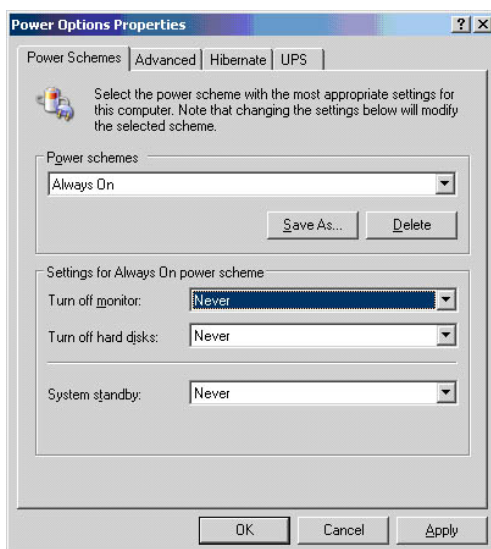 Power Options Properties
Power Schemes Advanced Hibernate UPS
Select the power scheme with the most appropriate settings for
this computer. Note that changing the settings below will modify
the selected scheme.
Power schemes
Always On
Save As... Delete
Settings for Always On power scheme
Turn off monitor: Never
Turn off hard disks: Never
System standby: Never
OK Cancel Apply